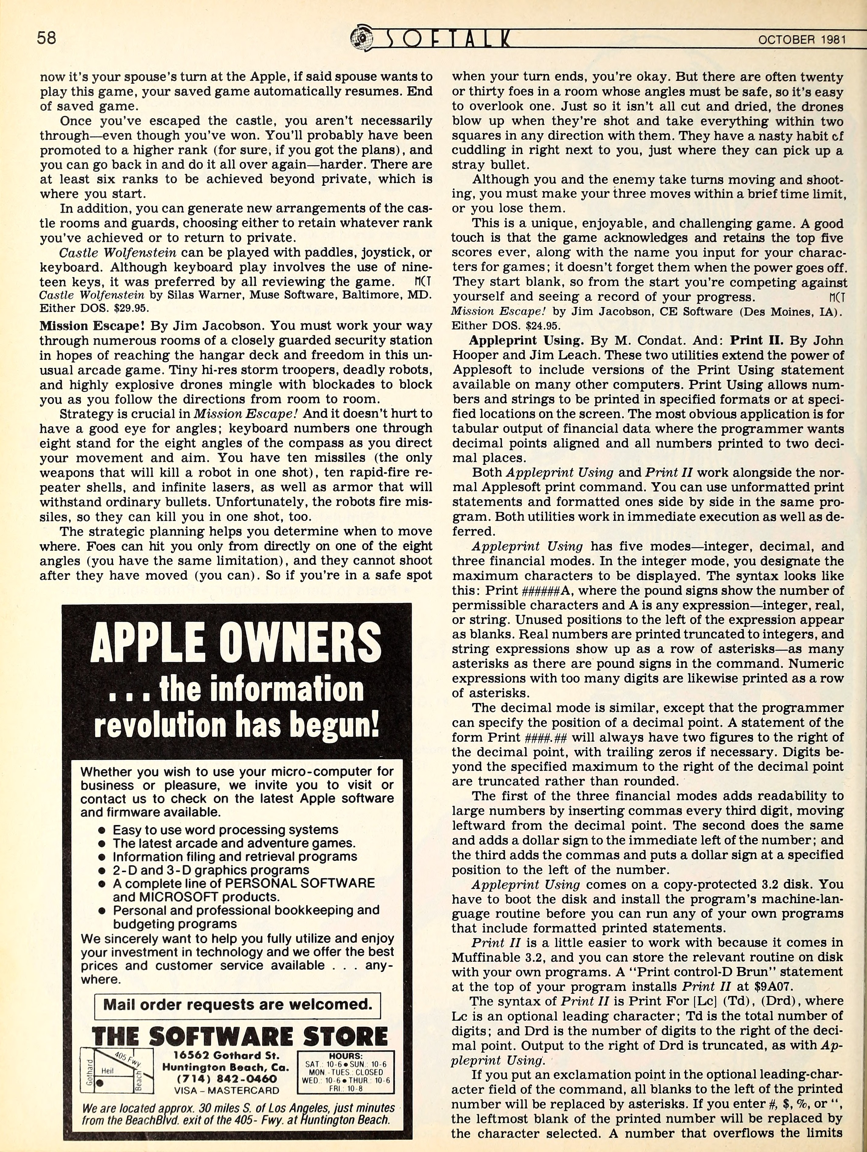 58
SOFTALK
OCTOBER 1981
now it's your spouse's turn at the Apple, if said spouse wants to
play this game, your saved game automatically resumes. End
of saved game.
Once you've escaped the castle, you aren't necessarily
through—even though you've won. You'll probably have been
promoted to a higher rank (for sure, if you got the plans), and
you can go back in and do it all over again—harder. There are
at least six ranks to be achieved beyond private, which is
where you start.
In addition, you can generate new arrangements of the cas-
tle rooms and guards, choosing either to retain whatever rank
you've achieved or to return to private.
Castle Wolfenstein can be played with paddles, joystick, or
keyboard. Although keyboard play involves the use of nine-
teen keys, it was preferred by all reviewing the game. MCT
Castle Wolfenstein by Silas Warner, Muse Software, Baltimore, MD.
Either DOS. $29.95.
Mission Escape! By Jim Jacobson. You must work your way
through numerous rooms of a closely guarded security station
in hopes of reaching the hangar deck and freedom in this un-
usual arcade game. Tiny hi-res storm troopers, deadly robots,
and highly explosive drones mingle with blockades to block
you as you follow the directions from room to room.
Strategy is crucial in Mission Escape! And it doesn't hurt to
have a good eye for angles; keyboard numbers one through
eight stand for the eight angles of the compass as you direct
your movement and aim. You have ten missiles (the only
weapons that will kill a robot in one shot), ten rapid-fire re-
peater shells, and infinite lasers, as well as armor that will
withstand ordinary bullets. Unfortunately, the robots fire mis-
siles, so they can kill you in one shot, too.
The strategic planning helps you determine when to move
where. Foes can hit you only from directly on one of the eight
angles (you have the same limitation), and they cannot shoot
after they have moved (you can). So if you're in a safe spot
when your turn ends, you're okay. But there are often twenty
or thirty foes in a room whose angles must be safe, so it's easy
to overlook one. Just so it isn't all cut and dried, the drones
blow up when they're shot and take everything within two
squares in any direction with them. They have a nasty habit of
cuddling in right next to you, just where they can pick up a
stray bullet.
Although you and the enemy take turns moving and shoot-
ing, you must make your three moves within a brief time limit,
or you lose them.
This is a unique, enjoyable, and challenging game. A good
touch is that the game acknowledges and retains the top five
scores ever, along with the name you input for your charac-
ters for games; it doesn't forget them when the power goes off.
They start blank, so from the start you're competing against
yourself and seeing a record of your progress. MCT
Mission Escape! by Jim Jacobson, CE Software (Des Moines, IA).
Either DOS. $24.95.
Appleprint Using. By M. Condat. And: Print II. By John
Hooper and Jim Leach. These two utilities extend the power of
Applesoft to include versions of the Print Using statement
available on many other computers. Print Using allows num-
bers and strings to be printed in specified formats or at speci-
fied locations on the screen. The most obvious application is for
tabular output of financial data where the programmer wants
decimal points aligned and all numbers printed to two deci-
mal places.
Both Appleprint Using and Print II work alongside the nor-
mal Applesoft print command. You can use unformatted print
statements and formatted ones side by side in the same pro-
gram. Both utilities work in immediate execution as well as de-
ferred.
Appleprint Using has five modes—integer, decimal, and
three financial modes. In the integer mode, you designate the
maximum characters to be displayed. The syntax looks like
this: Print ######A, where the pound signs show the number of
permissible characters and A is any expression—integer, real,
or string. Unused positions to the left of the expression appear
as blanks. Real numbers are printed truncated to integers, and
string expressions show up as a row of asterisks—as many
asterisks as there are pound signs in the command. Numeric
expressions with too many digits are likewise printed as a row
of asterisks.
The decimal mode is similar, except that the programmer
can specify the position of a decimal point. A statement of the
form Print ####.## will always have two figures to the right of
the decimal point, with trailing zeros if necessary. Digits be-
yond the specified maximum to the right of the decimal point
are truncated rather than rounded.
The first of the three financial modes adds readability to
large numbers by inserting commas every third digit, moving
leftward from the decimal point. The second does the same
and adds a dollar sign to the immediate left of the number; and
the third adds the commas and puts a dollar sign at a specified
position to the left of the number.
Appleprint Using comes on a copy-protected 3.2 disk. You
have to boot the disk and install the program's machine-lan-
guage routine before you can run any of your own programs
that include formatted printed statements.
Print II is a little easier to work with because it comes in
Muffinable 3.2, and you can store the relevant routine on disk
with your own programs. A "Print control-D Brun" statement
at the top of your program installs Print II at $9A07.
The syntax of Print II is Print For [Lc] (Td), (Drd), where
Lc is an optional leading character; Td is the total number of
digits; and Drd is the number of digits to the right of the deci-
mal point. Output to the right of Drd is truncated, as with Ap-
pleprint Using.
If you put an exclamation point in the optional leading-char-
acter field of the command, all blanks to the left of the printed
number will be replaced by asterisks. If you enter #, $, %, or ",
the leftmost blank of the printed number will be replaced by
the character selected. A number that overflows the limits
APPLE OWNERS
. . . the information
revolution has begun!
Whether you wish to use your micro-computer for
business or pleasure, we invite you to visit or
contact us to check on the latest Apple software
and firmware available.
● Easy to use word processing systems
● The latest arcade and adventure games.
● Information filing and retrieval programs
● 2-D and 3-D graphics programs
● A complete line of PERSONAL SOFTWARE
and MICROSOFT products.
● Personal and professional bookkeeping and
budgeting programs
We sincerely want to help you fully utilize and enjoy
your investment in technology and we offer the best
prices and customer service available . . . any-
where.
Mail order requests are welcomed.
THE SOFTWARE STORE
405 Fwy
Gothard
Heil
Beach
16562 Gothard St.
Huntington Beach, Ca.
(714) 842-0460
VISA – MASTERCARD
HOURS:
SAT: 10-6 ● SUN: 10-6
MON - TUES: CLOSED
WED: 10-6 ● THUR: 10-6
FRI: 10-8
We are located approx. 30 miles S. of Los Angeles, just minutes
from the BeachBlvd. exit of the 405- Fwy. at Huntington Beach.